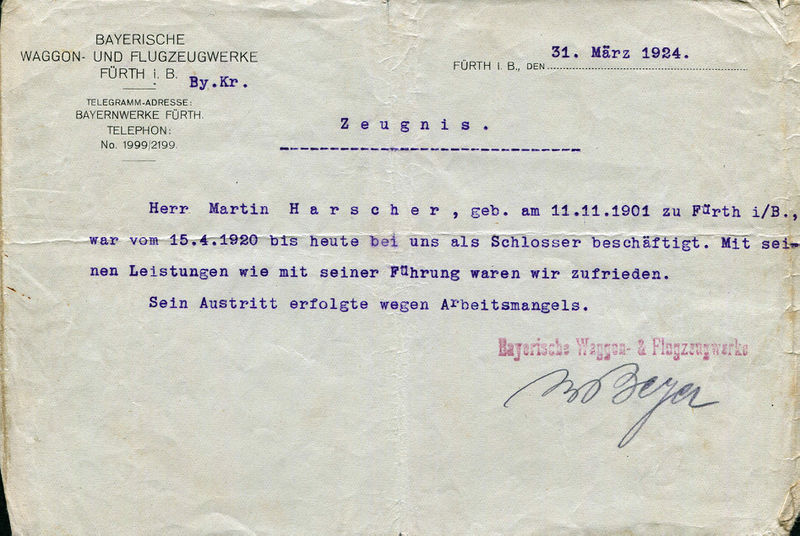 BAYERISCHE
WAGGON- UND FLUGZEUGWERKE
FÜRTH i. B.
By.Kr.
TELEGRAMM-ADRESSE:
BAYERNWERKE FÜRTH.
TELEPHON:
No. 1999/2199.
FÜRTH i. B., DEN 31. März 1924.
Zeugnis.
Herr Martin Harscher, geb. am 11.11.1901 zu Fürth i/B.,
war vom 15.4.1920 bis heute bei uns als Schlosser beschäftigt. Mit sei-
nen Leistungen wie mit seiner Führung waren wir zufrieden.
Sein Austritt erfolgte wegen Arbeitsmangels.
Bayerische Waggon- & Flugzeugwerke
Beyer